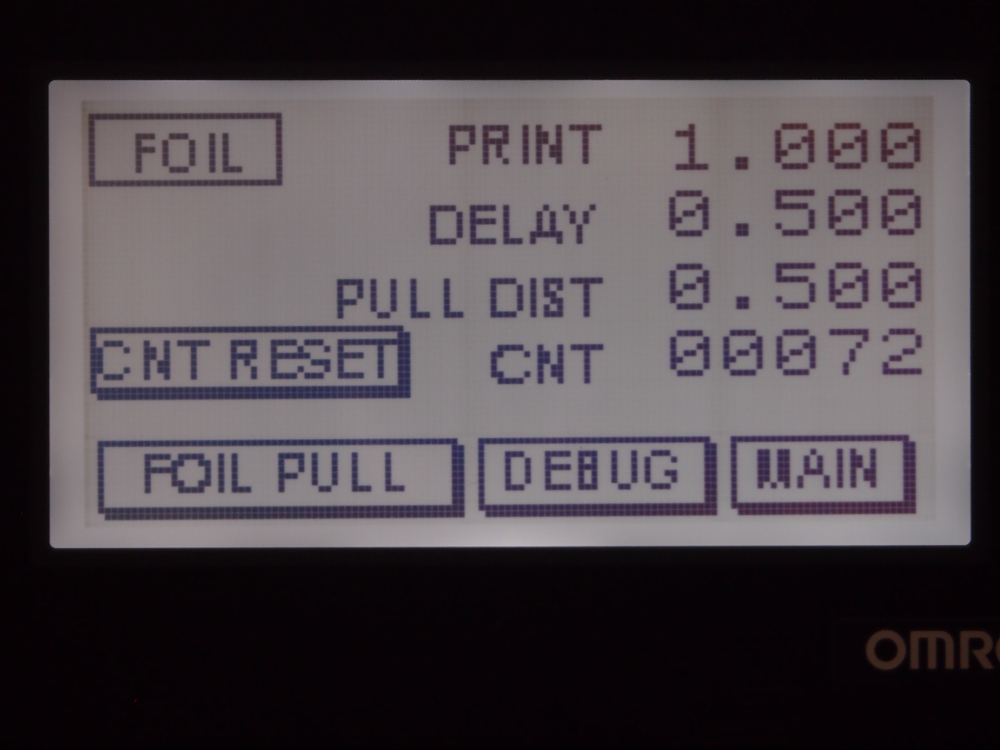 FOIL PRINT 1.000
DELAY 0.500
PULL DIST 0.500
CNT RESET CNT 00072
FOIL PULL DEBUG MAIN